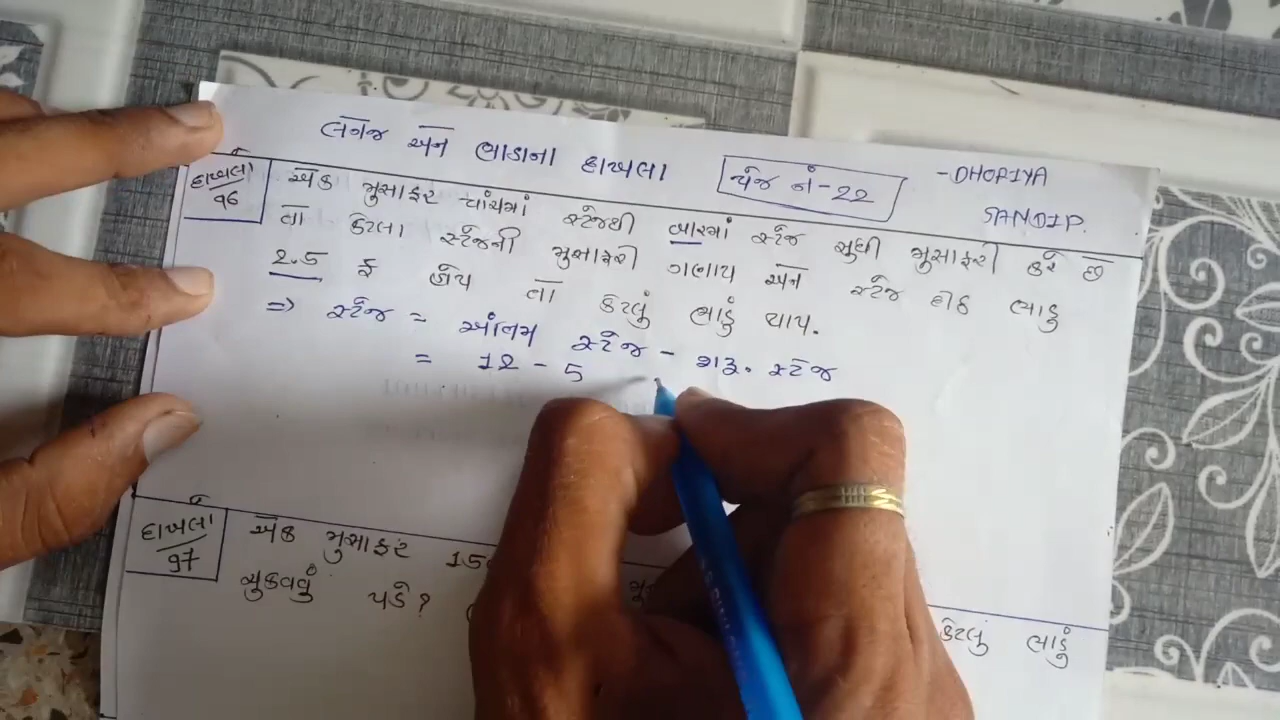 લગેજ અને ભાડાના દાખલા
પેજ નં-22
-DHORIYA
SANDIP.
દાખલો 96
એક મુસાફર પાંચમાં સ્ટેજથી બારમાં સ્ટેજ સુધી મુસાફરી કરે છે
તો કેટલા સ્ટેજની મુસાફરી ગણાય અને સ્ટેજ દીઠ ભાડુ
2.5 રૂ હોય તો કેટલું ભાડું થાય.
=> સ્ટેજ = અંતિમ સ્ટેજ - શરૂ. સ્ટેજ
= 12 - 5
દાખલો 97
એક મુસાફર
કેટલું ભાડું
ચુકવવું પડે?